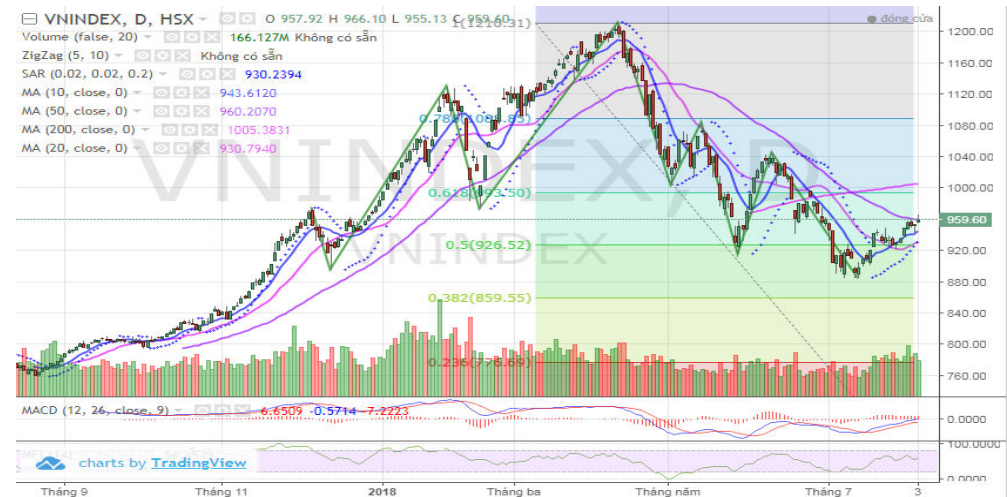 VNINDEX, D, HSX O 957.92 H 966.10 L 955.13 C 959.60
Volume (false, 20) 166.127M Không có sẵn
ZigZag (5, 10) Không có sẵn
SAR (0.02, 0.02, 0.2) 930.2394
MA (10, close, 0) 943.6120
MA (50, close, 0) 960.2070
MA (200, close, 0) 1005.3831
MA (20, close, 0) 930.7940
đóng cửa
VNINDEX, D
VNINDEX
1(1210.31)
0.618(993.50)
0.5(926.52)
0.382(859.55)
1200.00
1160.00
1120.00
1080.00
1040.00
1000.00
959.60
920.00
880.00
840.00
800.00
760.00
MACD (12, 26, close, 9) 6.6509 -0.5714 -7.2223
0.0000
100.0000
0.0000
charts by TradingView
Tháng 9 Tháng 11 2018 Tháng ba Tháng năm Tháng 7 3